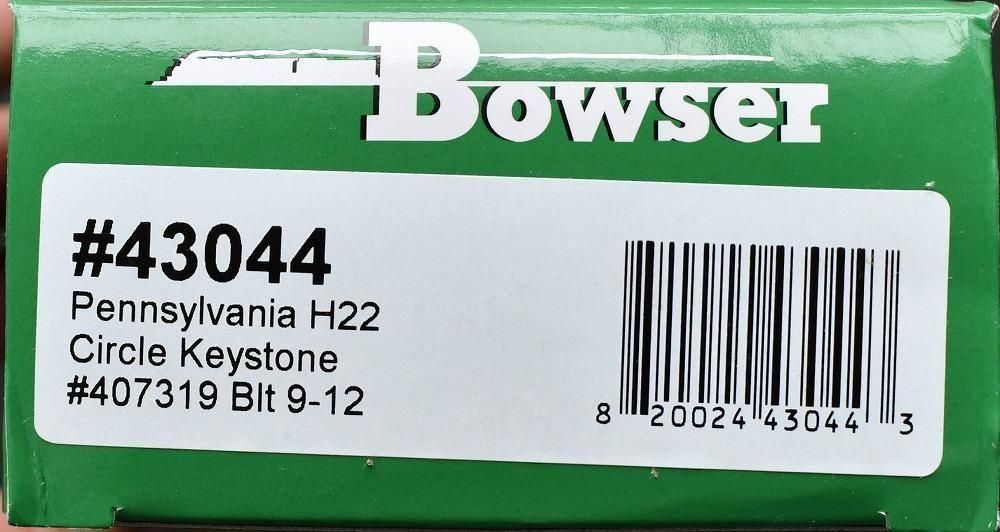 Bowser
#43044
Pennsylvania H22
Circle Keystone
#407319 Blt 9-12
8 20024 43044 3